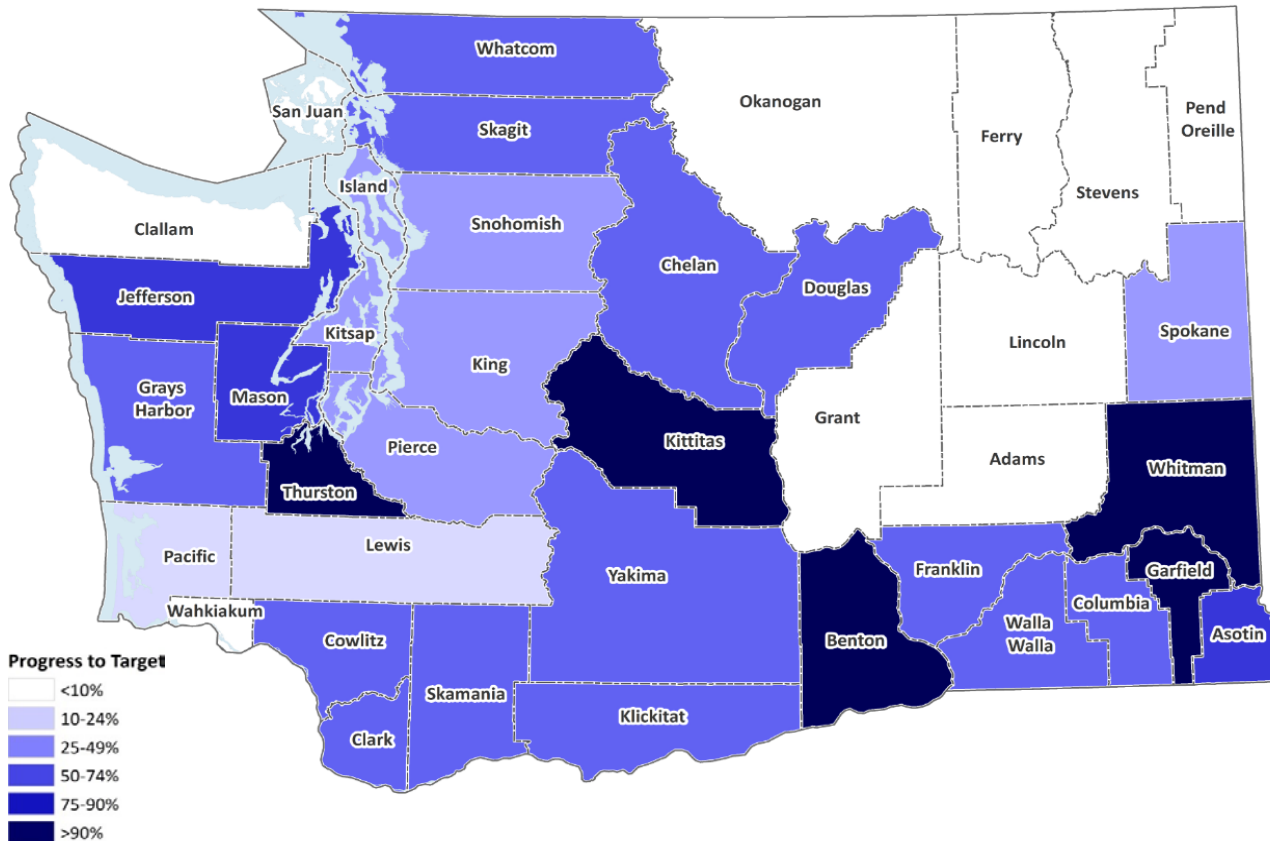 Whatcom
San Juan
Skagit
Okanogan
Ferry
Pend
Oreille
Stevens
Island
Clallam
Snohomish
Chelan
Douglas
Jefferson
Kitsap
King
Lincoln
Spokane
Grays
Harbor
Mason
Grant
Pierce
Kittitas
Adams
Whitman
Thurston
Pacific
Lewis
Yakima
Franklin
Garfield
Wahkiakum
Columbia
Walla
Walla
Asotin
Cowlitz
Benton
Skamania
Klickitat
Clark
Progress to Target
<10%
10-24%
25-49%
50-74%
75-90%
>90%